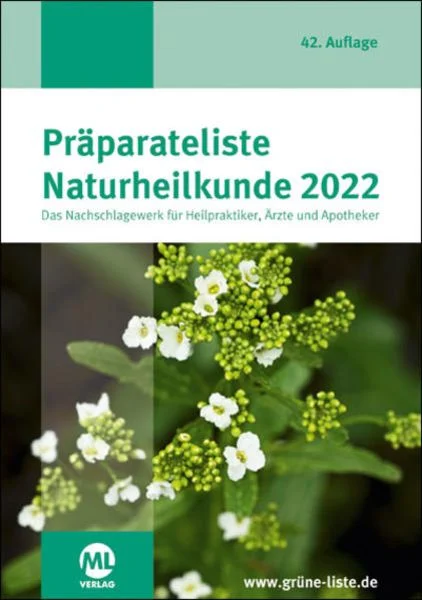 42. Auflage
Präparateliste
Naturheilkunde 2022
Das Nachschlagewerk für Heilpraktiker, Ärzte und Apotheker
ML
VERLAG
www.grüne-liste.de